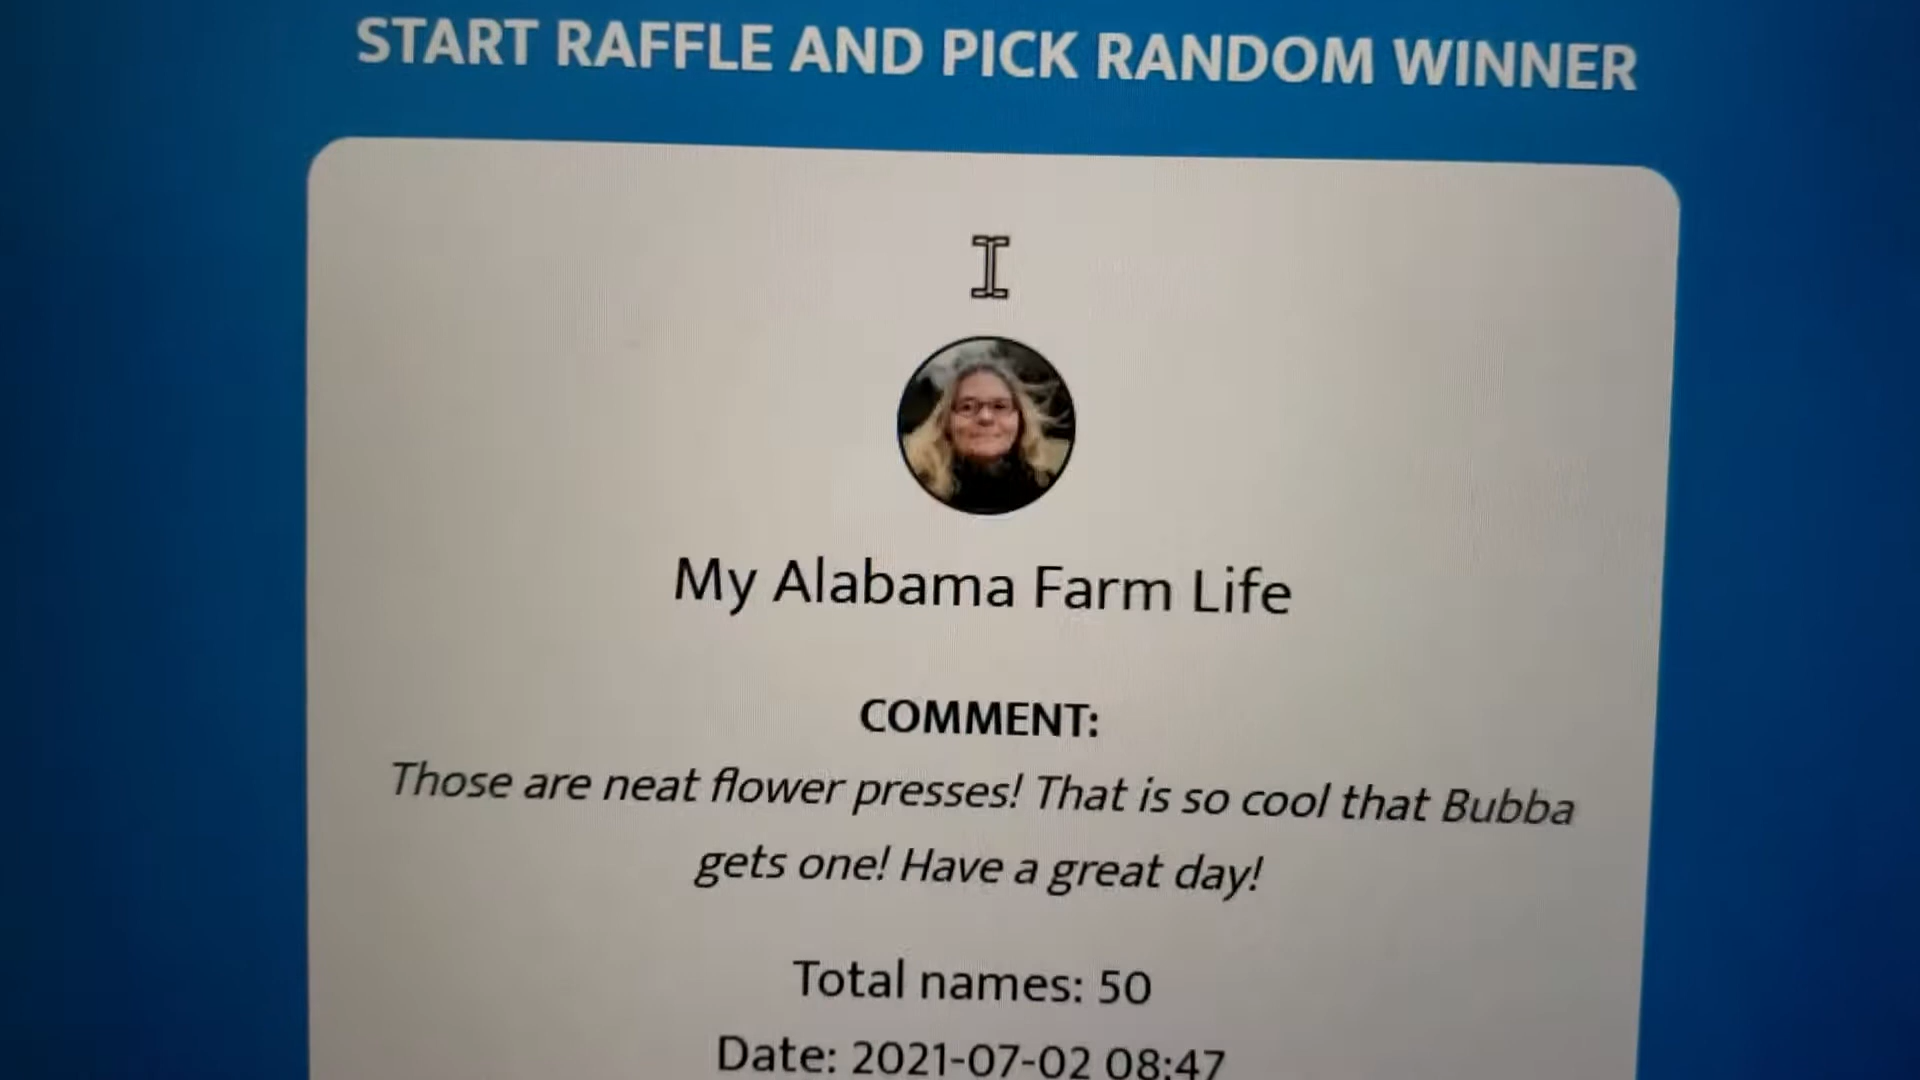 START RAFFLE AND PICK RANDOM WINNER
My Alabama Farm Life
COMMENT:
Those are neat flower presses! That is so cool that Bubba
gets one! Have a great day!
Total names: 50
Date: 2021-07-02 08:47